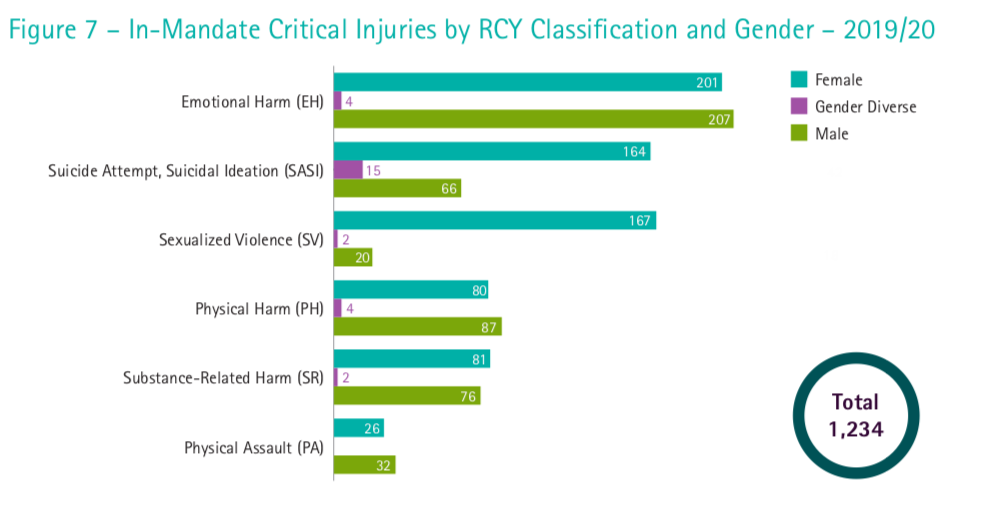 Figure 7 – In-Mandate Critical Injuries by RCY Classification and Gender – 2019/20
Female
Gender Diverse
Male
Emotional Harm (EH)
201
4
207
Suicide Attempt, Suicidal Ideation (SASI)
164
15
66
Sexualized Violence (SV)
167
2
20
Physical Harm (PH)
80
4
87
Substance-Related Harm (SR)
81
2
76
Physical Assault (PA)
26
32
Total
1,234